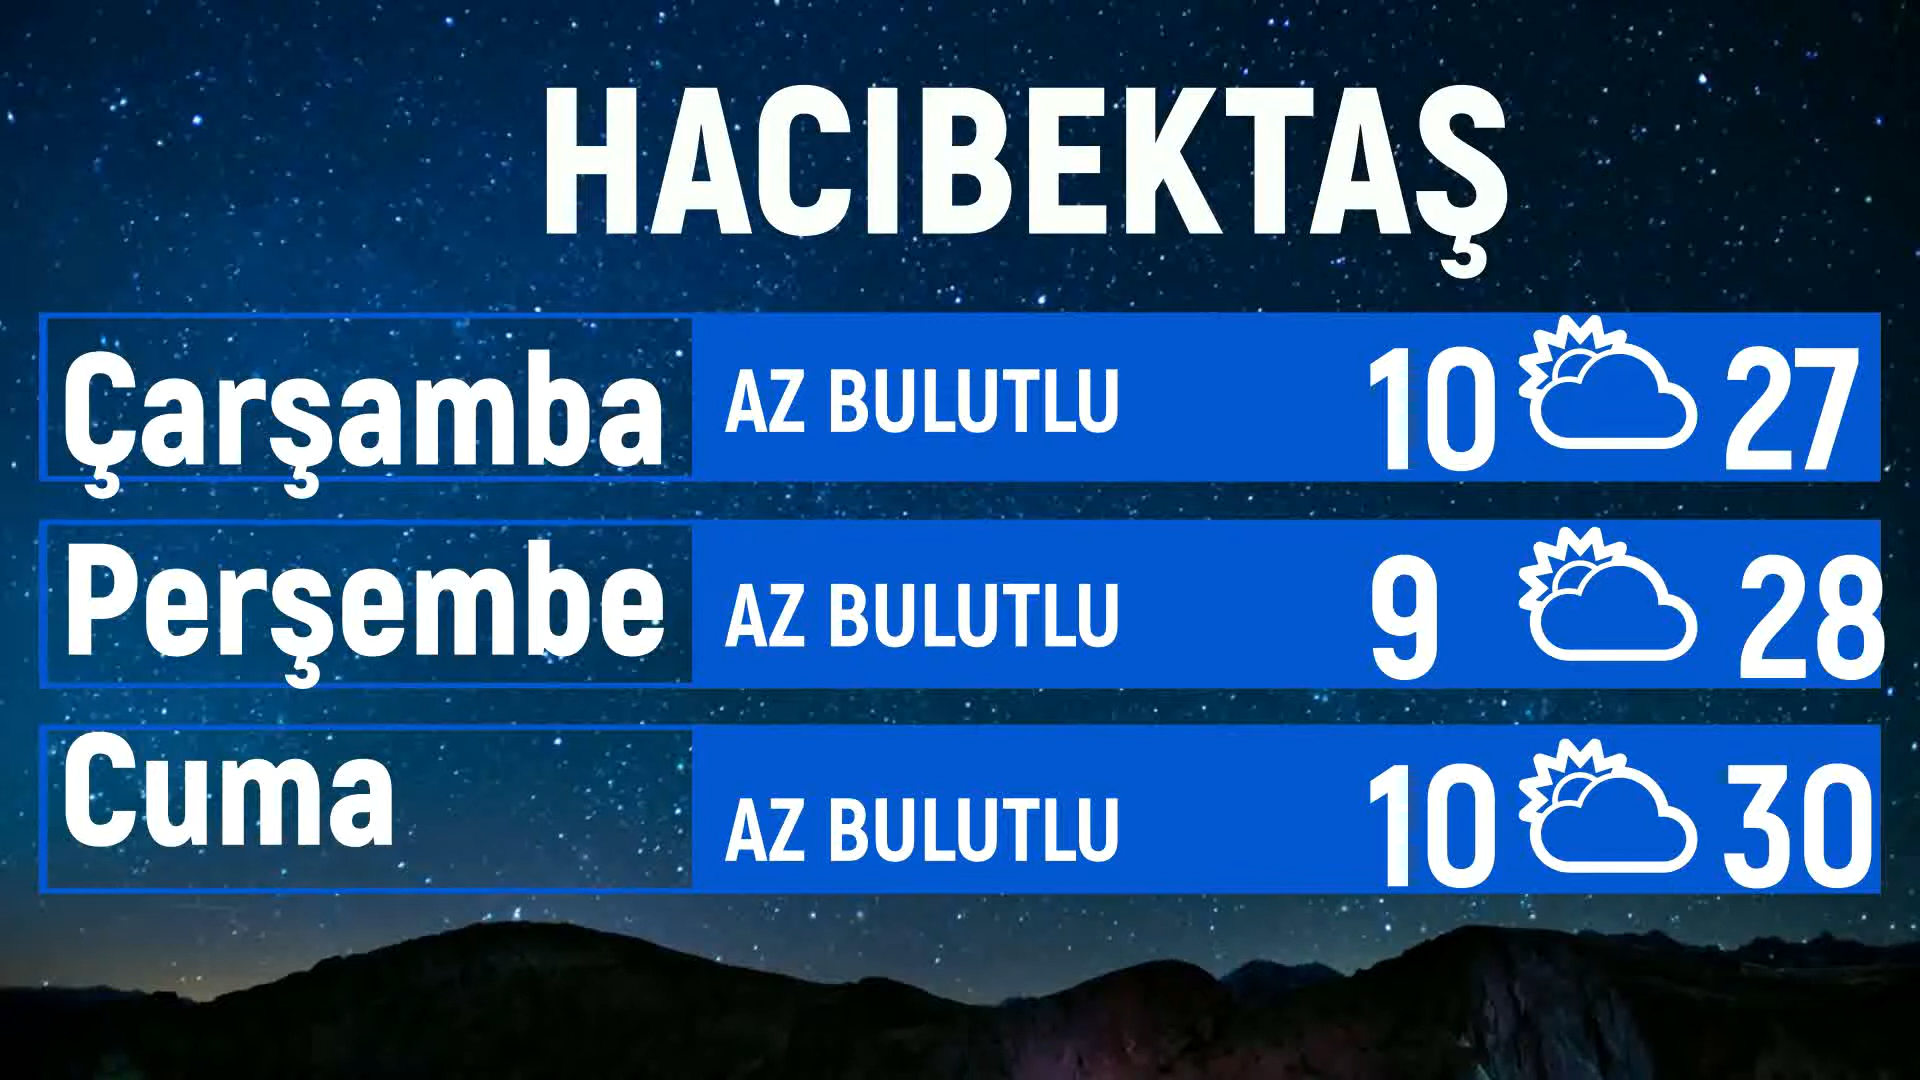 HACIBEKTAŞ
Çarşamba AZ BULUTLU 10 27
Perşembe AZ BULUTLU 9 28
Cuma AZ BULUTLU 10 30